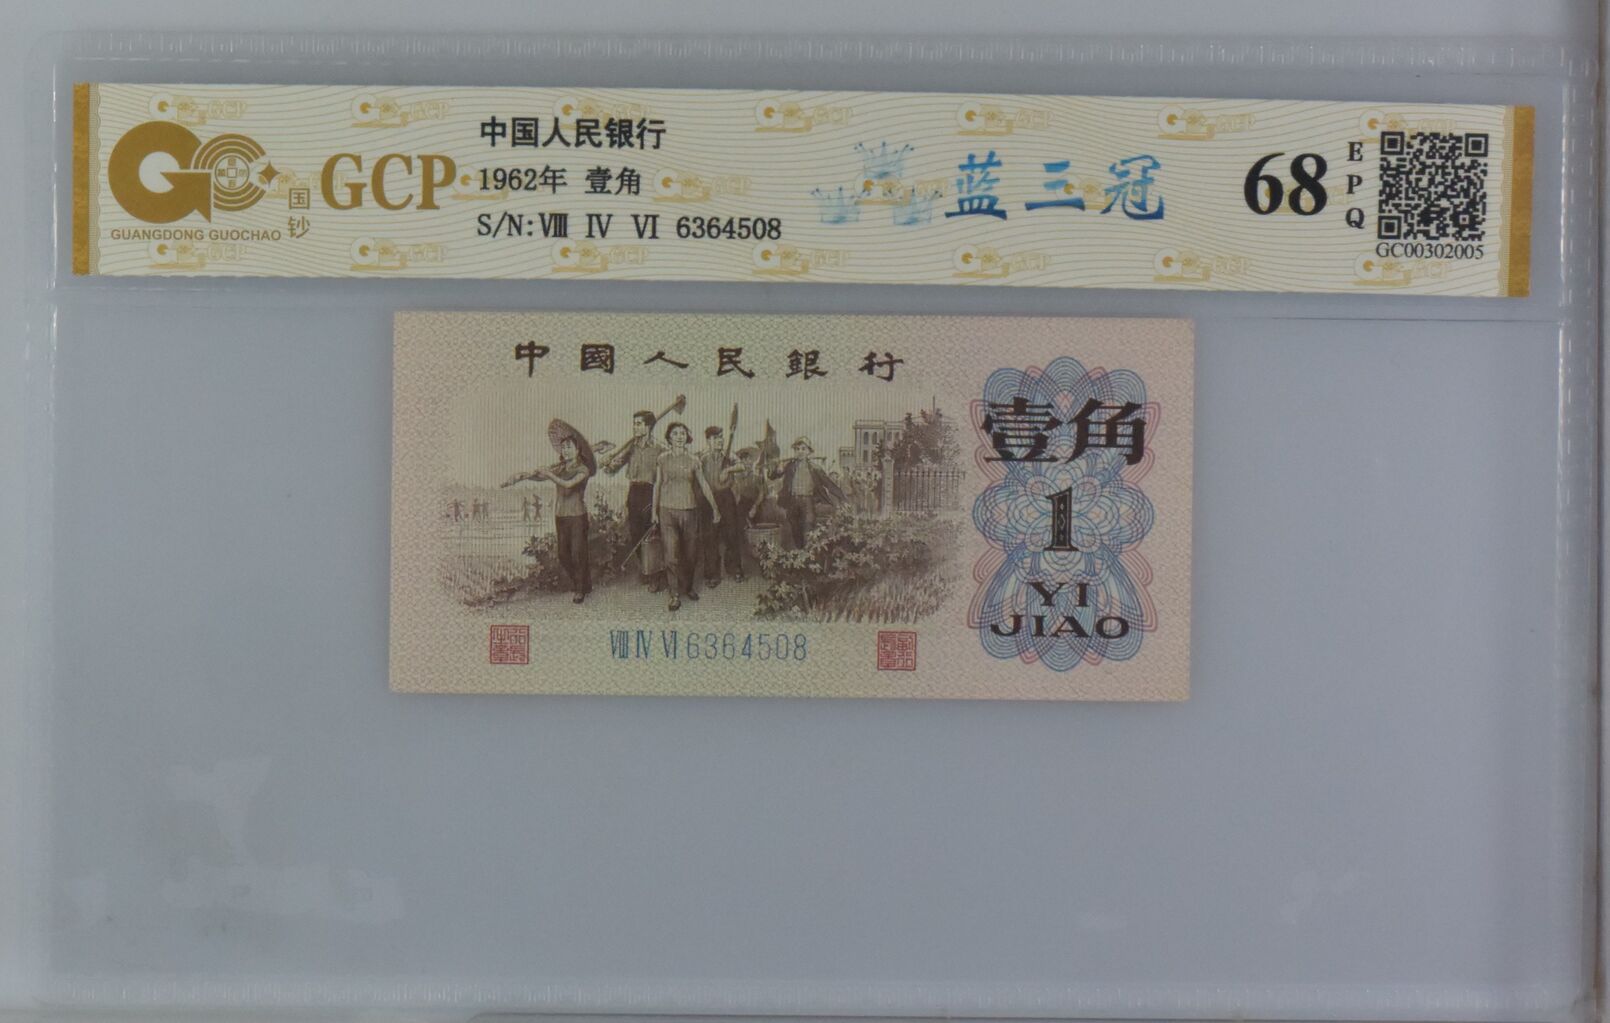 国钞
GUANGDONG GUOCHAO
GCP
中国人民银行
1962年 壹角
S/N: Ⅷ Ⅳ Ⅵ 6364508
蓝三冠
68
EPQ
GC00302005
中國人民銀行
壹角
1
YI
JIAO
Ⅷ Ⅳ Ⅵ 6364508